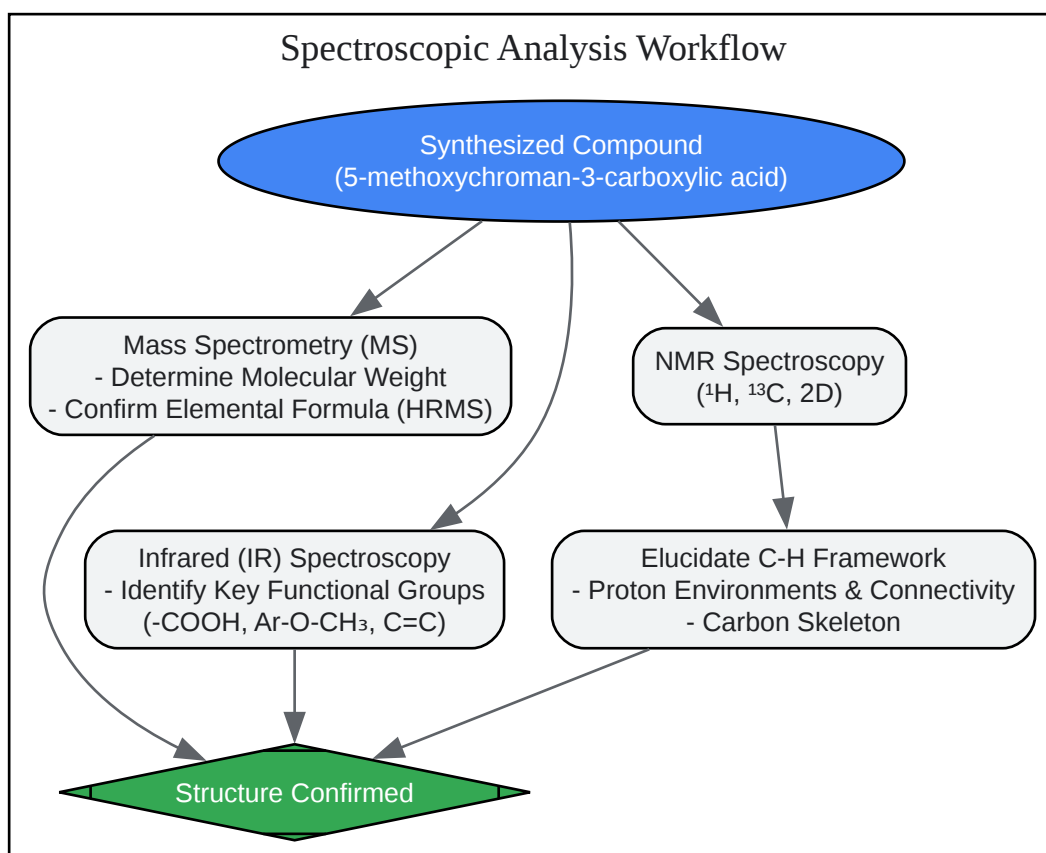 Spectroscopic Analysis Workflow
Synthesized Compound
(5-methoxychroman-3-carboxylic acid)
Mass Spectrometry (MS)
- Determine Molecular Weight
- Confirm Elemental Formula (HRMS)
NMR Spectroscopy
(¹H, ¹³C, 2D)
Infrared (IR) Spectroscopy
- Identify Key Functional Groups
(-COOH, Ar-O-CH₃, C=C)
Elucidate C-H Framework
- Proton Environments & Connectivity
- Carbon Skeleton
Structure Confirmed